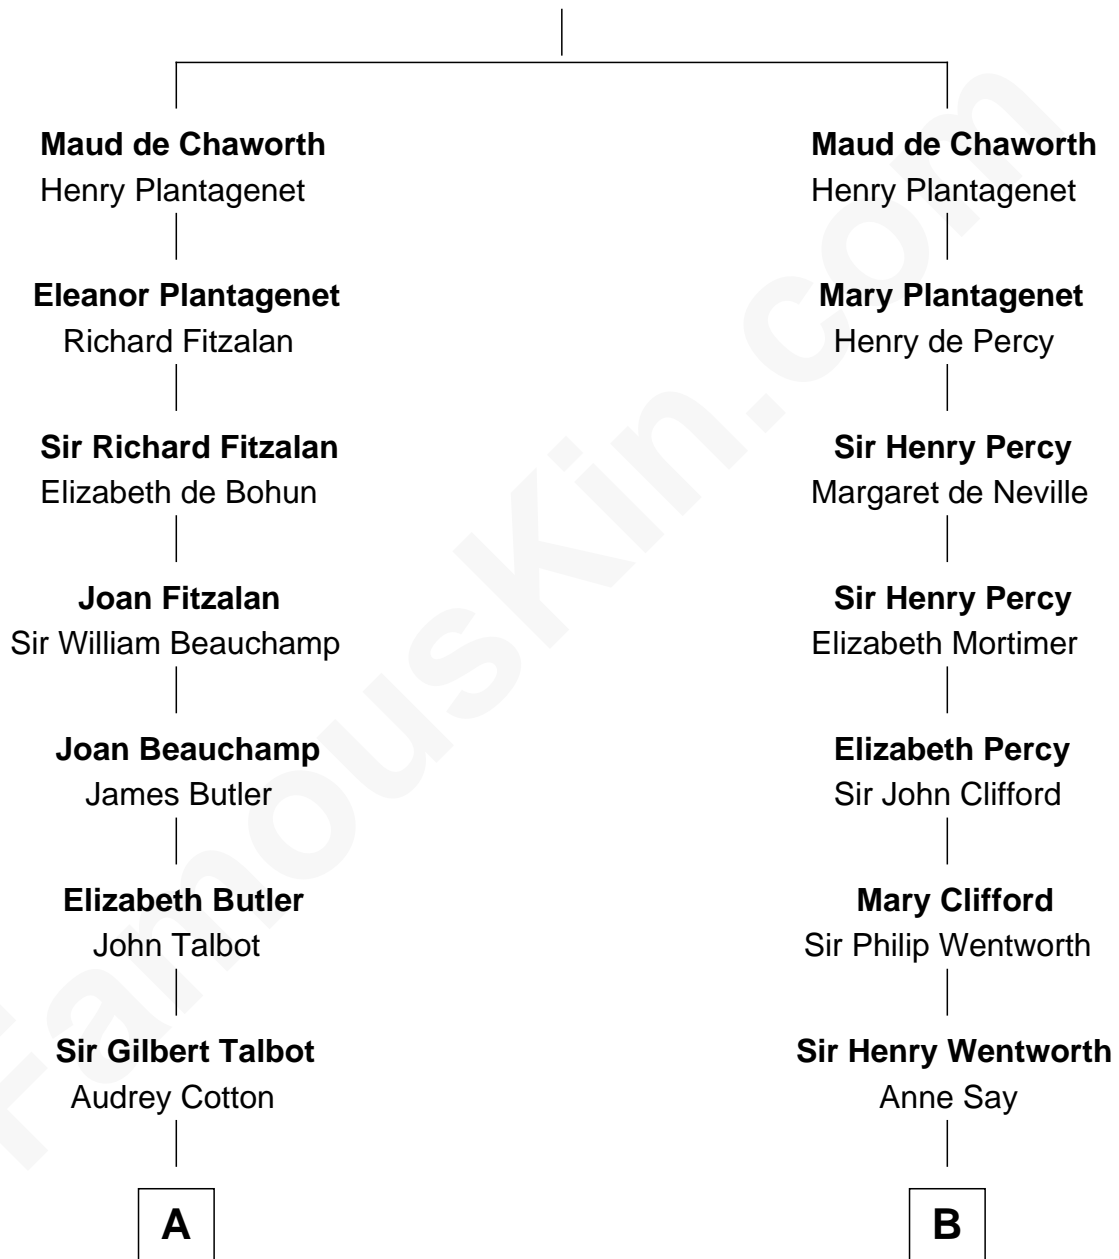 Maud de Chaworth
Henry Plantagenet
Eleanor Plantagenet
Richard Fitzalan
Sir Richard Fitzalan
Elizabeth de Bohun
Joan Fitzalan
Sir William Beauchamp
Joan Beauchamp
James Butler
Elizabeth Butler
John Talbot
Sir Gilbert Talbot
Audrey Cotton
A
Maud de Chaworth
Henry Plantagenet
Mary Plantagenet
Henry de Percy
Sir Henry Percy
Margaret de Neville
Sir Henry Percy
Elizabeth Mortimer
Elizabeth Percy
Sir John Clifford
Mary Clifford
Sir Philip Wentworth
Sir Henry Wentworth
Anne Say
B
FamousKin.com